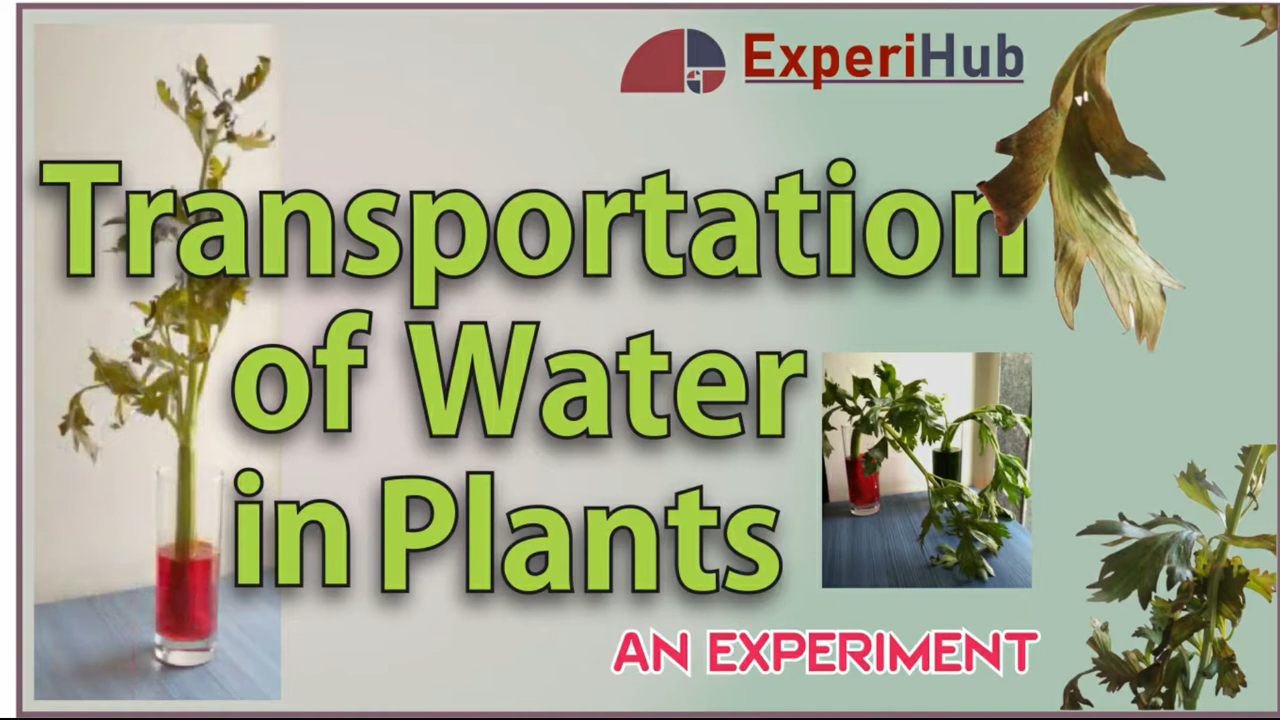 ExperiHub
Transportation
of Water
in Plants
AN EXPERIMENT